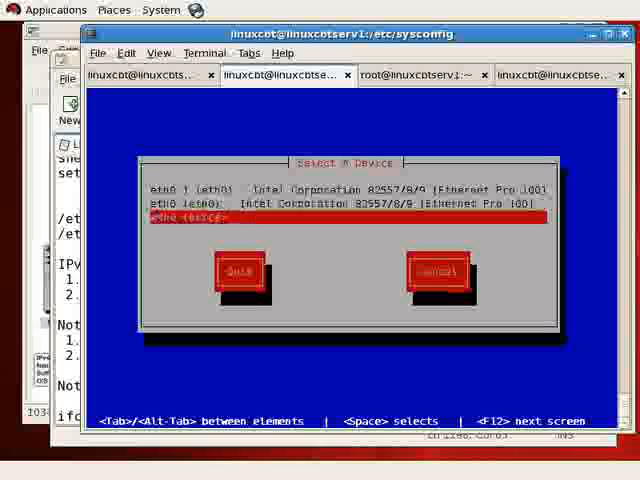 Applications Places System
linuxcbt@linuxcbtserv1:/etc/sysconfig
File
File Edit View Terminal Tabs Help
File
linuxcbt@linuxcbts... linuxcbt@linuxcbtse... root@linuxcbtserv1:~ linuxcbt@linuxcbtse...
New
Select A Device
eth0.1 (eth0) - Intel Corporation 82557/8/9 [Ethernet Pro 100]
eth0 (eth0) - Intel Corporation 82557/8/9 [Ethernet Pro 100]
set
/e
/et
IPv
1.
2.
Not
1.
2.
Not
ifc
Quit Cancel
<Tab>/<Alt-Tab> between elements | <Space> selects | <F12> next screen
INS